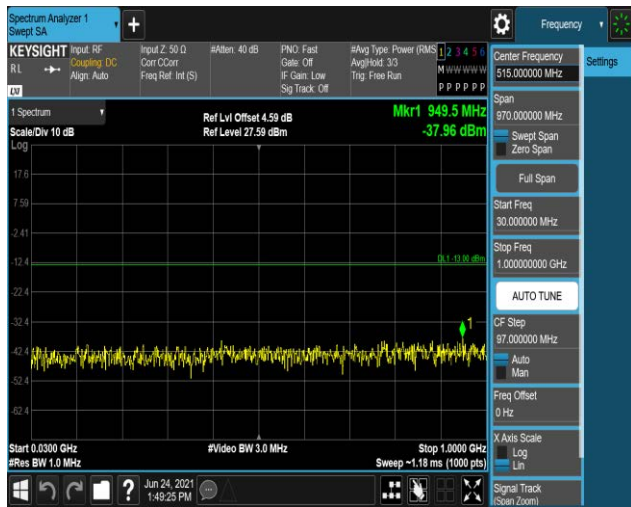 Spectrum Analyzer 1
Swept SA
Frequency
KEYSIGHT
RL
LXI
Input: RF
Coupling: DC
Align: Auto
Input Z: 50 Ω
Corr CCorr
Freq Ref: Int (S)
#Atten: 40 dB
PNO: Fast
Gate: Off
IF Gain: Low
Sig Track: Off
#Avg Type: Power (RMS
Avg|Hold: 3/3
Trig: Free Run
1 2 3 4 5 6
M W W W W W
P P P P P P
1 Spectrum
Scale/Div 10 dB
Log
Ref Lvl Offset 4.59 dB
Ref Level 27.59 dBm
Mkr1 949.5 MHz
-37.96 dBm
17.6
7.59
-2.41
-12.4
-22.4
-32.4
-42.4
-52.4
-62.4
DL1 -13.00 dBm
1
Start 0.0300 GHz
#Res BW 1.0 MHz
#Video BW 3.0 MHz
Stop 1.0000 GHz
Sweep ~1.18 ms (1000 pts)
Jun 24, 2021
1:49:25 PM
Center Frequency
515.000000 MHz
Span
970.000000 MHz
Swept Span
Zero Span
Full Span
Start Freq
30.000000 MHz
Stop Freq
1.000000000 GHz
AUTO TUNE
CF Step
97.000000 MHz
Auto
Man
Freq Offset
0 Hz
X Axis Scale
Log
Lin
Signal Track
(Span Zoom)
Settings